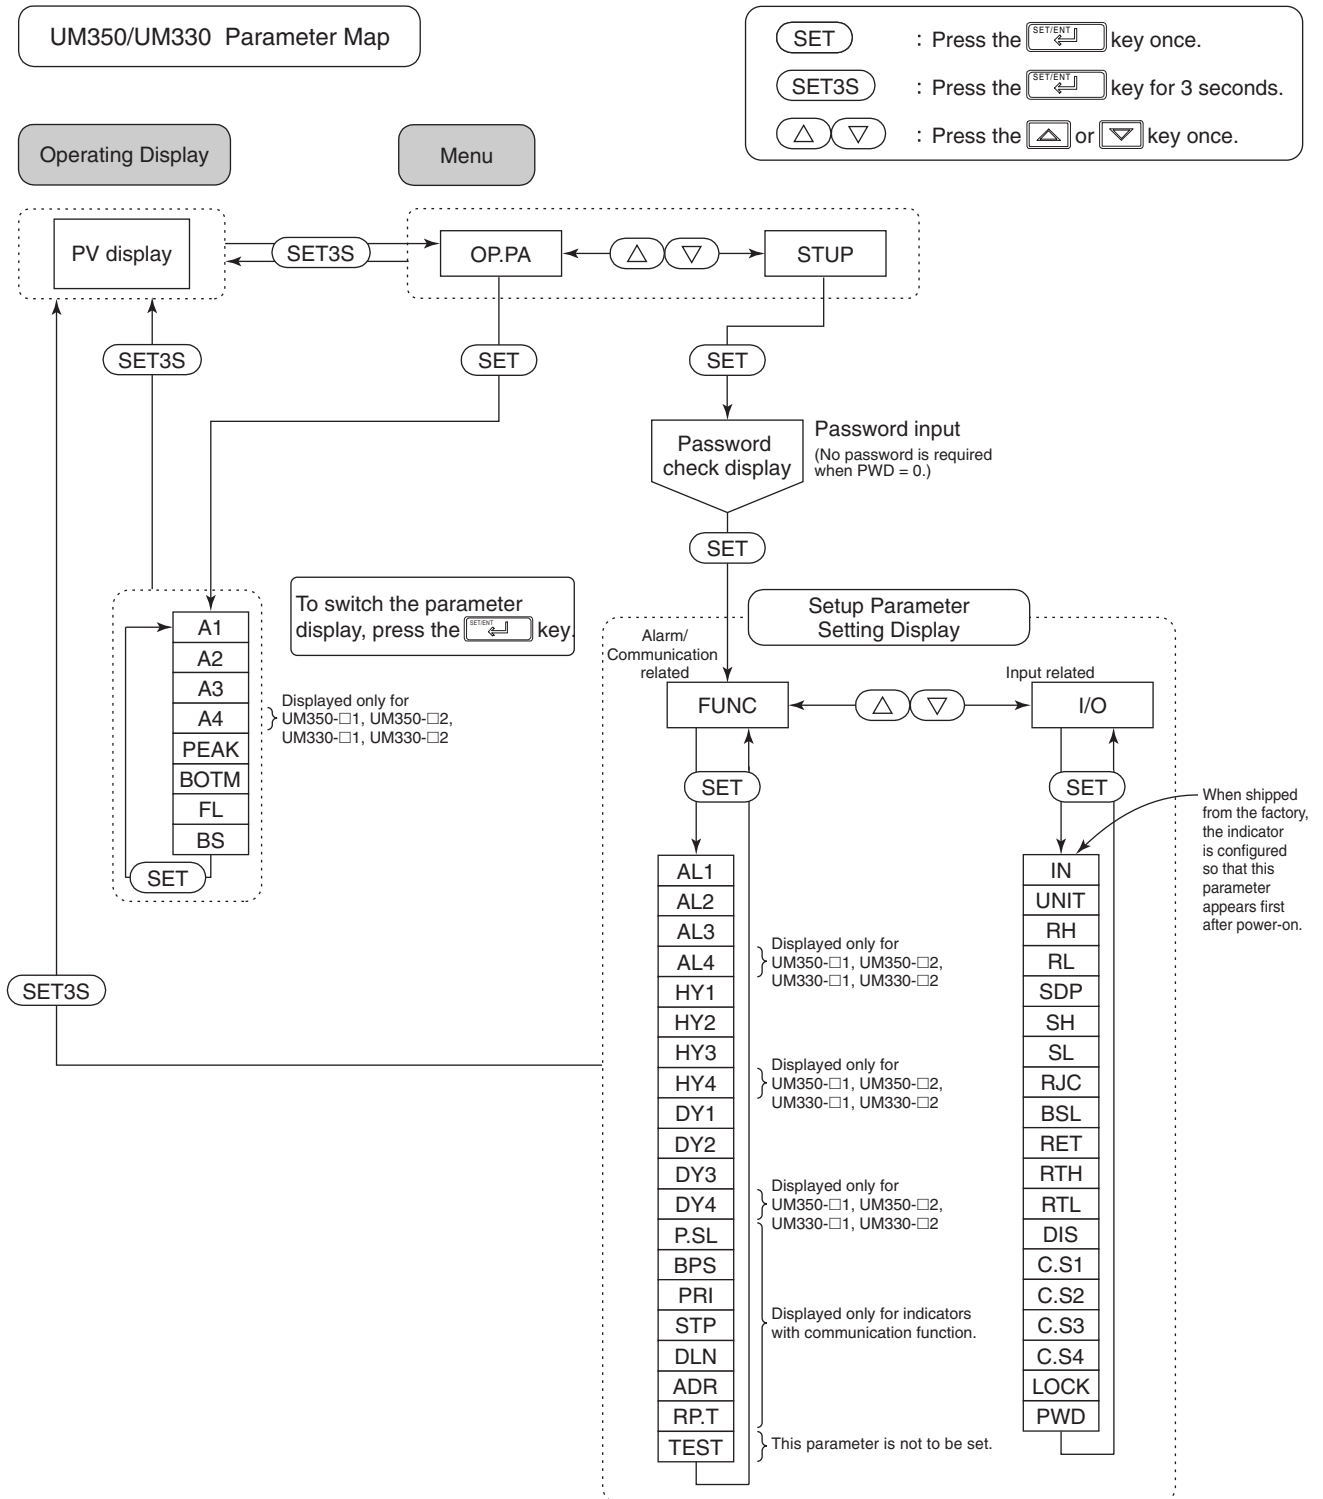 UM350/UM330 Parameter Map
SET : Press the SET/ENT key once.
SET3S : Press the SET/ENT key for 3 seconds.
△ ▽ : Press the △ or ▽ key once.
Operating Display
Menu
PV display
SET3S
OP.PA
△ ▽
STUP
SET3S
SET
SET
Password
check display
Password input
(No password is required
when PWD = 0.)
SET
To switch the parameter
display, press the SET/ENT key.
A1
A2
A3
A4
PEAK
BOTM
FL
BS
SET
Displayed only for
UM350-□1, UM350-□2,
UM330-□1, UM330-□2
SET3S
Setup Parameter
Setting Display
Alarm/
Communication
related
FUNC
△ ▽
Input related
I/O
SET
SET
When shipped
from the factory,
the indicator
is configured
so that this
parameter
appears first
after power-on.
AL1
AL2
AL3
AL4
HY1
HY2
HY3
HY4
DY1
DY2
DY3
DY4
P.SL
BPS
PRI
STP
DLN
ADR
RP.T
TEST
Displayed only for
UM350-□1, UM350-□2,
UM330-□1, UM330-□2
Displayed only for
UM350-□1, UM350-□2,
UM330-□1, UM330-□2
Displayed only for
UM350-□1, UM350-□2,
UM330-□1, UM330-□2
Displayed only for indicators
with communication function.
This parameter is not to be set.
IN
UNIT
RH
RL
SDP
SH
SL
RJC
BSL
RET
RTH
RTL
DIS
C.S1
C.S2
C.S3
C.S4
LOCK
PWD